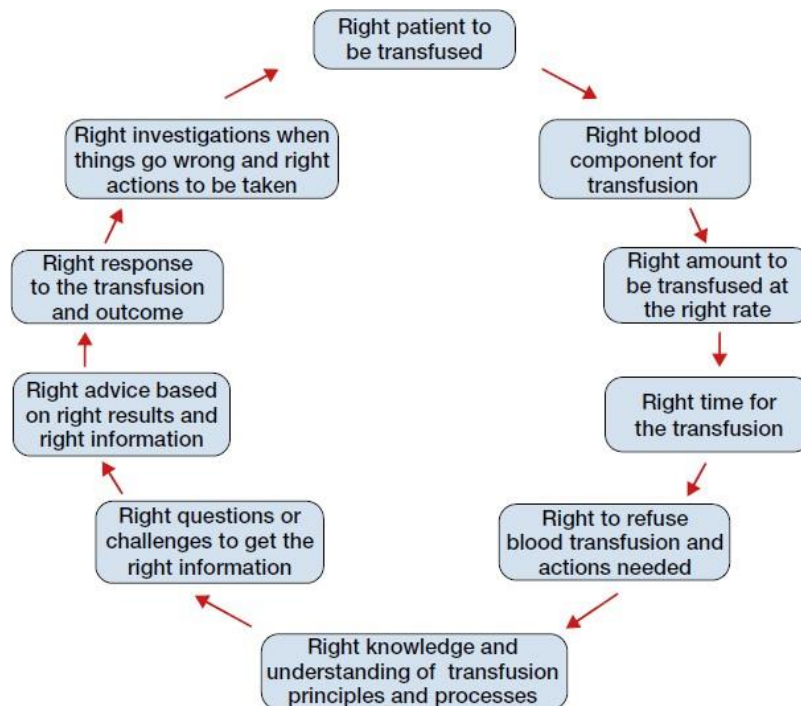 Right patient to
be transfused
Right blood
component for
transfusion
Right amount to
be transfused at
the right rate
Right time for
the transfusion
Right to refuse
blood transfusion and
actions needed
Right knowledge and
understanding of transfusion
principles and processes
Right questions or
challenges to get the
right information
Right advice based
on right results and
right information
Right response
to the transfusion
and outcome
Right investigations when
things go wrong and right
actions to be taken